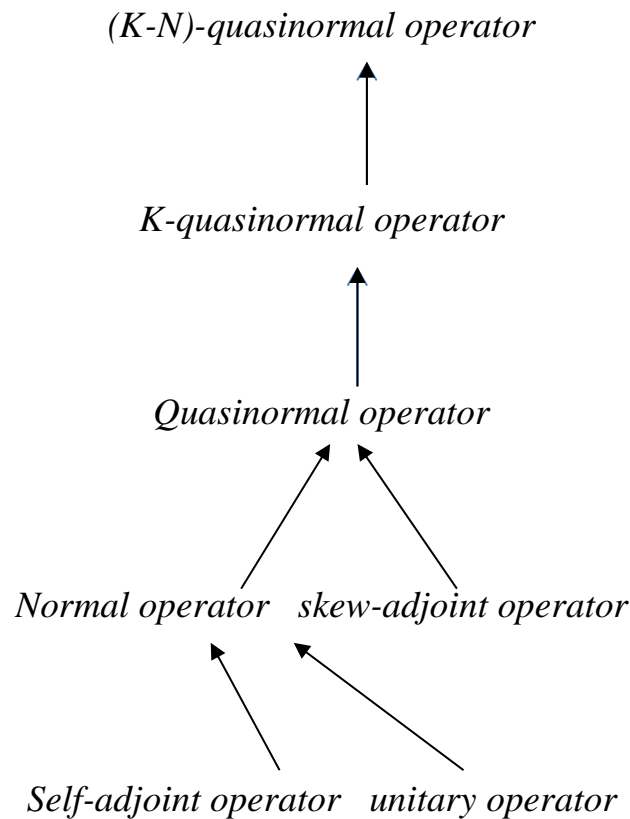 (K-N)-quasinormal operator
K-quasinormal operator
Quasinormal operator
Normal operator skew-adjoint operator
Self-adjoint operator unitary operator